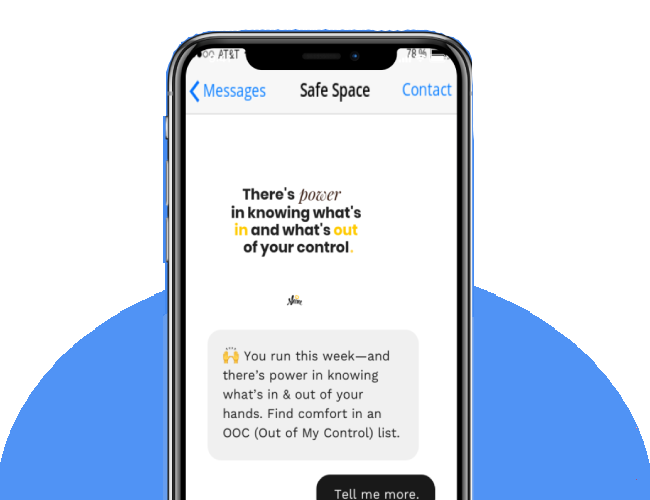 AT&T 78%
Messages Safe Space Contact
There's power
in knowing what's
in and what's out
of your control.
🙌 You run this week—and
there's power in knowing
what's in & out of your
hands. Find comfort in an
OOC (Out of My Control) list.
Tell me more.